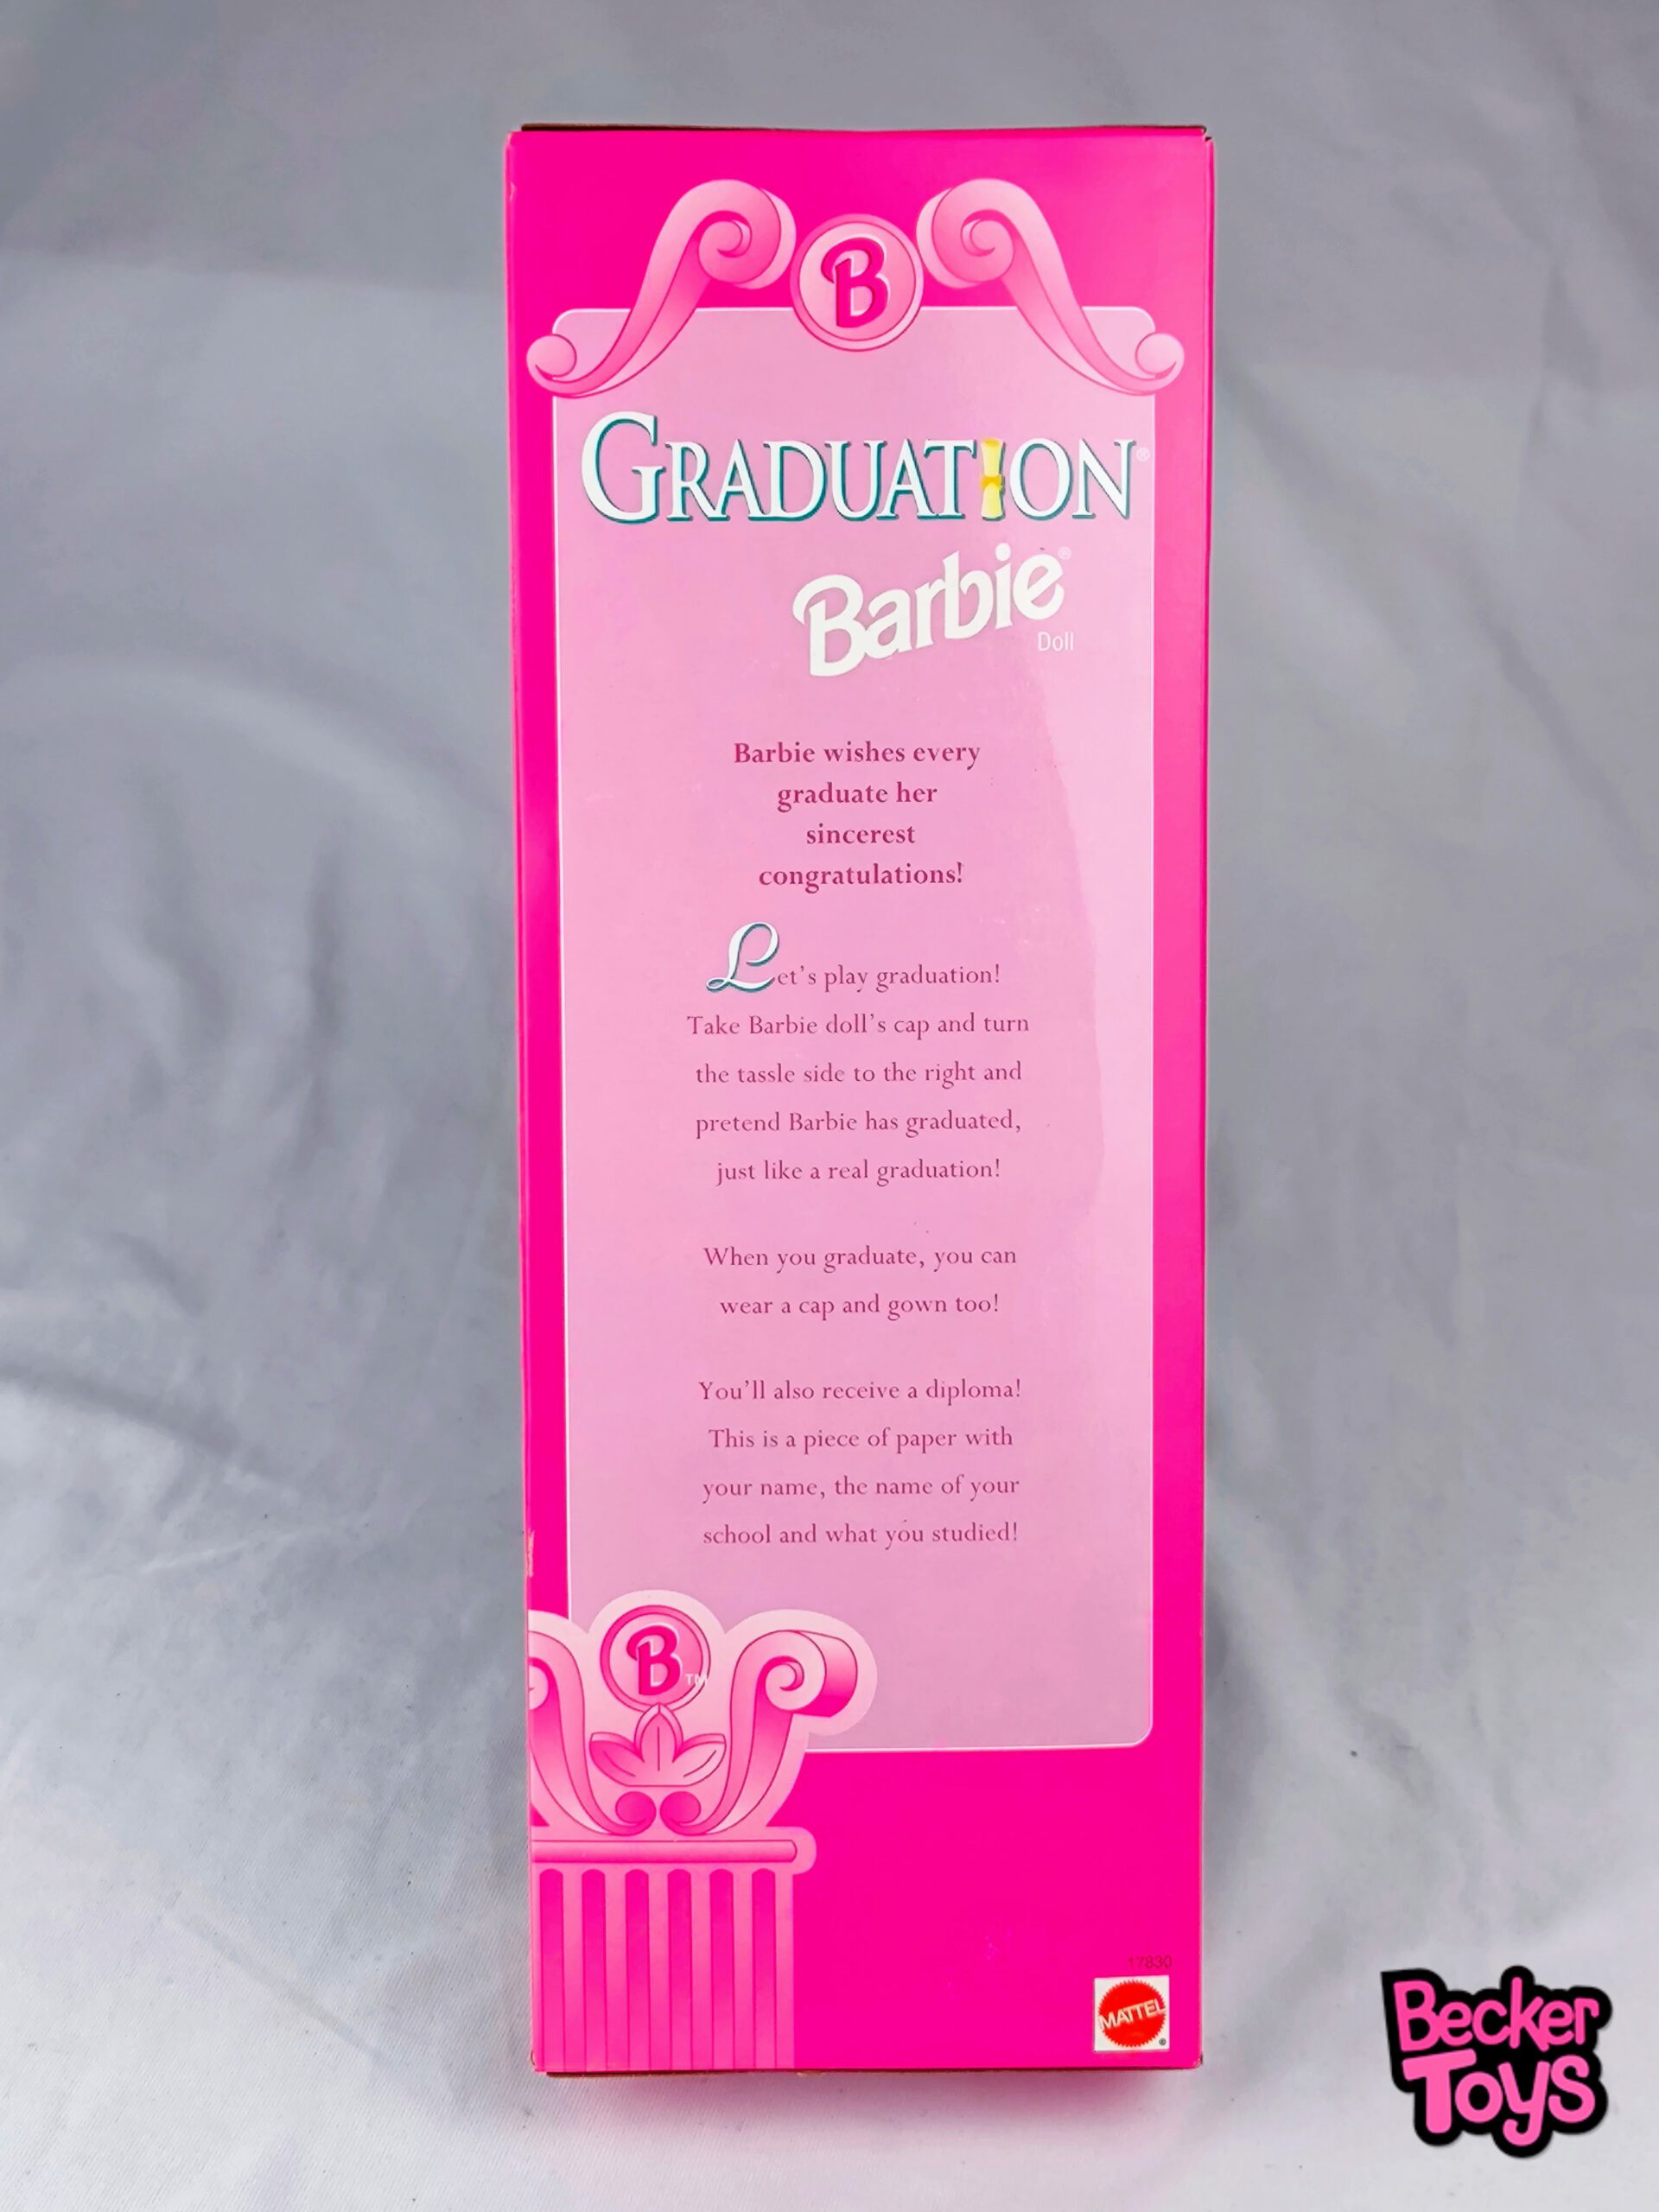 B
GRADUATION®
Barbie®
Doll
Barbie wishes every
graduate her
sincerest
congratulations!
Let's play graduation!
Take Barbie doll's cap and turn
the tassle side to the right and
pretend Barbie has graduated,
just like a real graduation!
When you graduate, you can
wear a cap and gown too!
You'll also receive a diploma!
This is a piece of paper with
your name, the name of your
school and what you studied!
B™
17830
MATTEL®
Becker
Toys